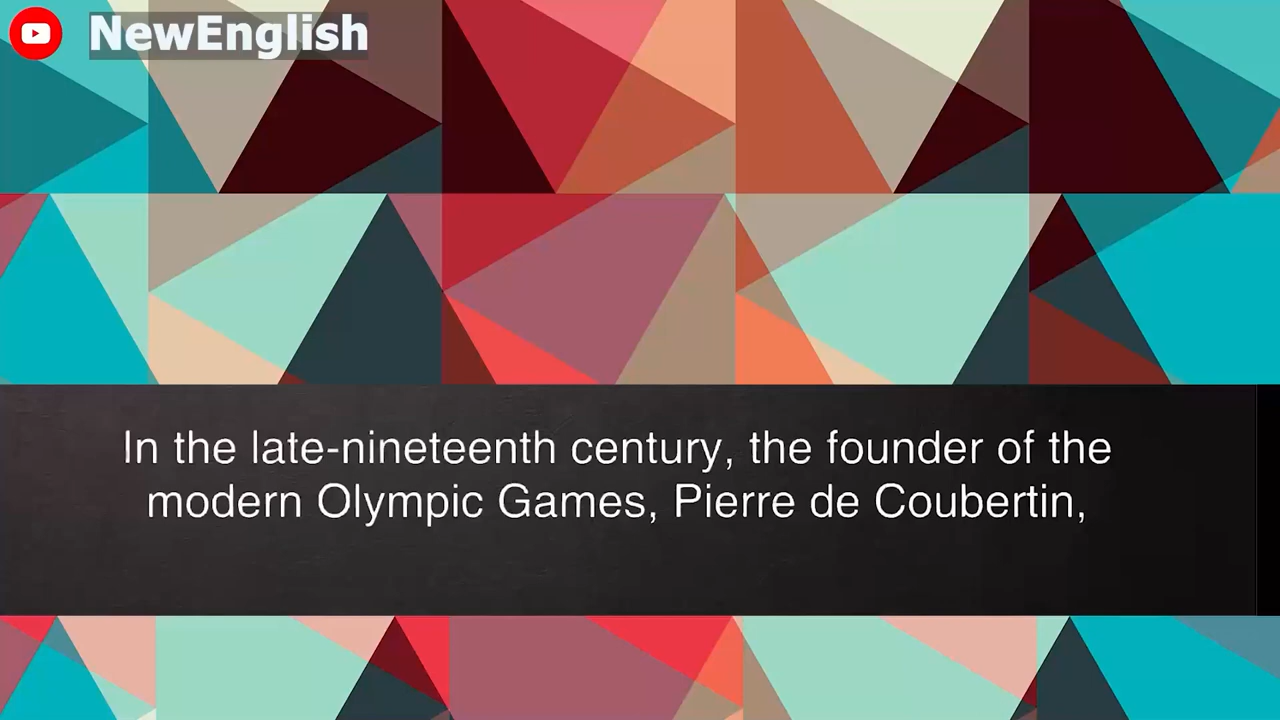 NewEnglish
In the late-nineteenth century, the founder of the
modern Olympic Games, Pierre de Coubertin,